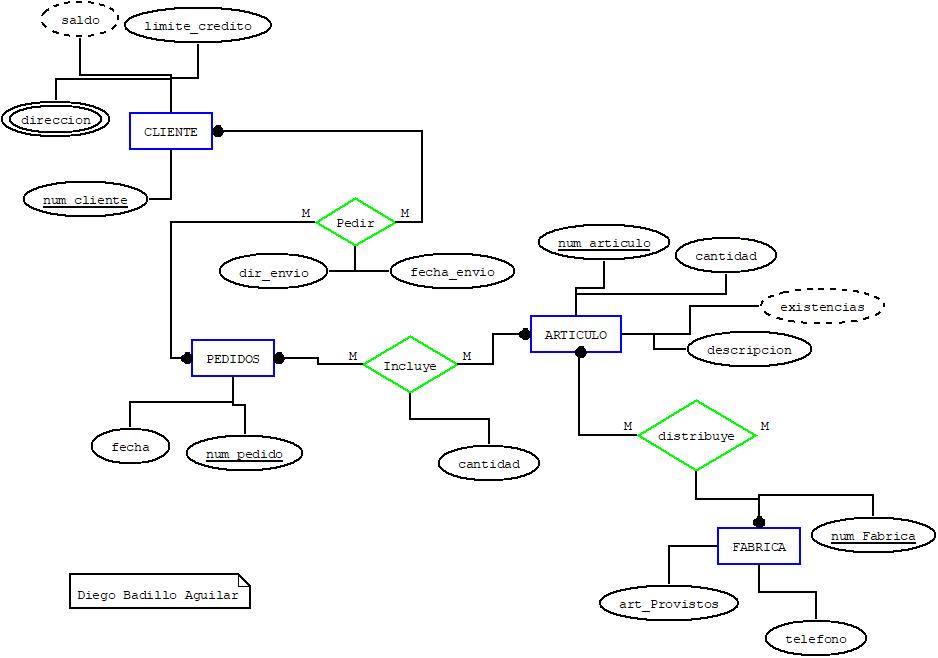 saldo
limite_credito
direccion
CLIENTE
num_cliente
M
M
Pedir
dir_envio
fecha_envio
num_articulo
cantidad
existencias
ARTICULO
descripcion
PEDIDOS
M
Incluye
M
fecha
num_pedido
cantidad
M
distribuye
M
FABRICA
num_Fabrica
art_Provistos
telefono
Diego Badillo Aguilar